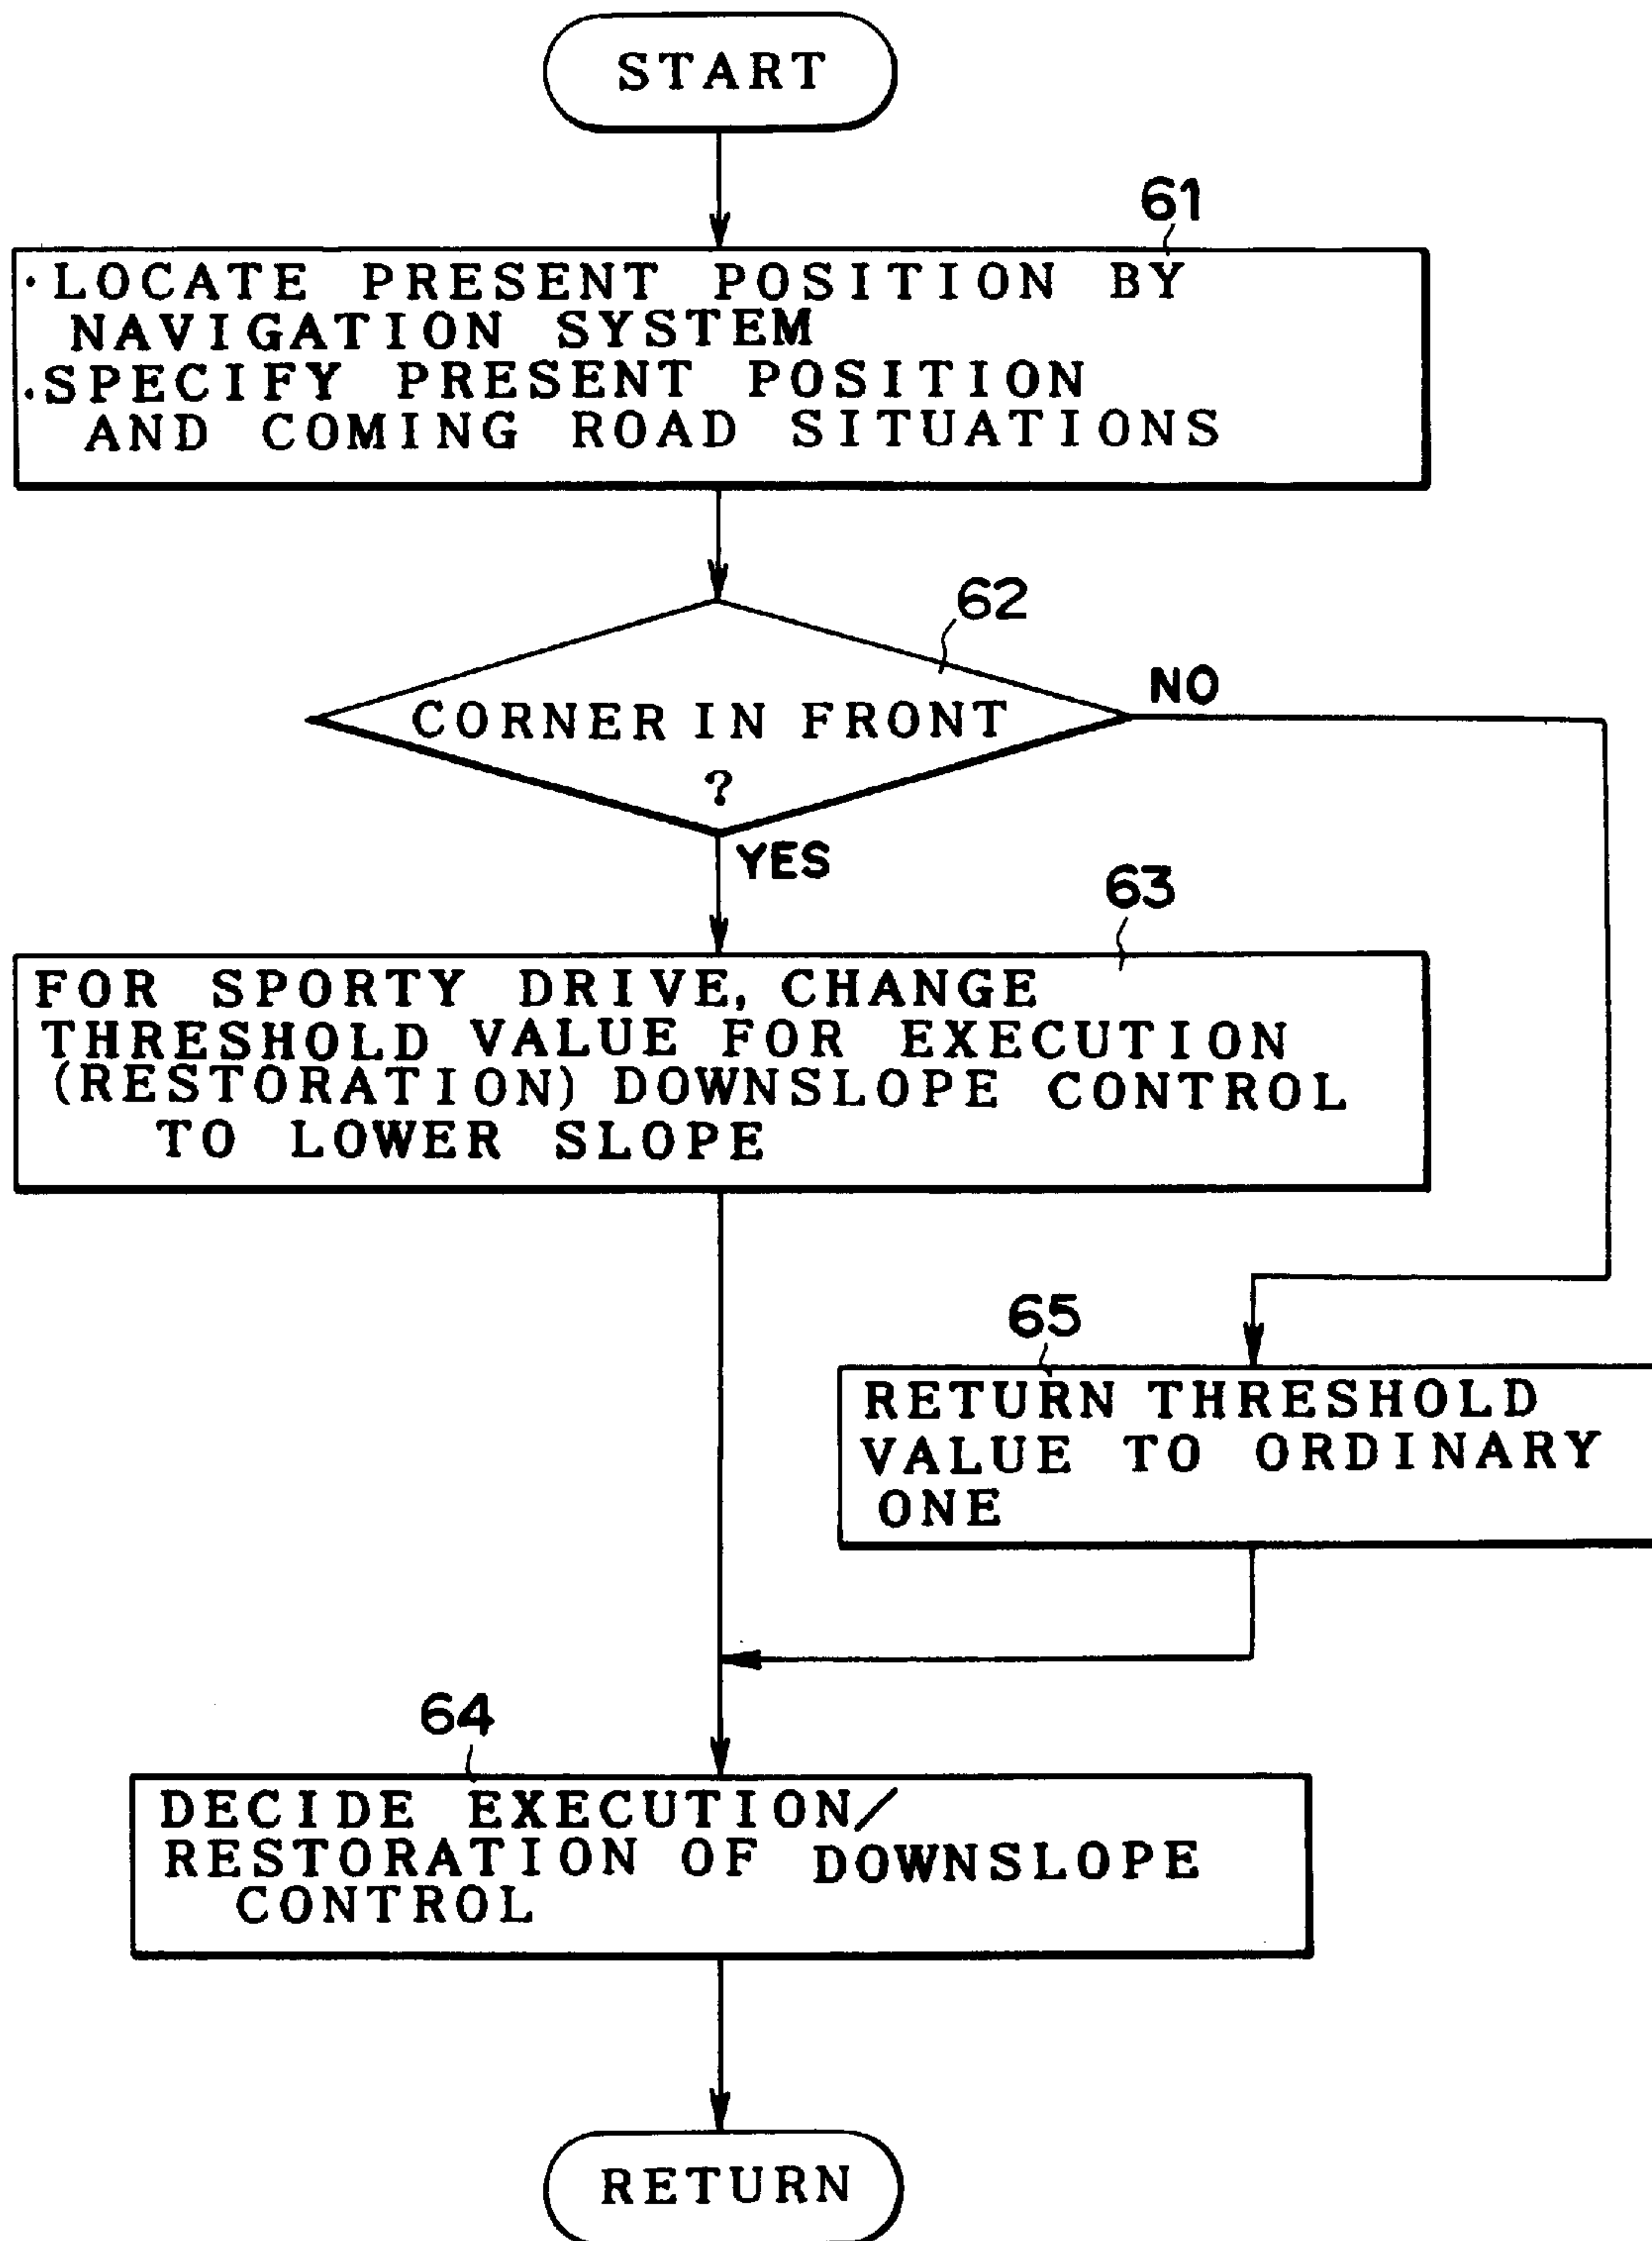 START
61
·LOCATE PRESENT POSITION BY
NAVIGATION SYSTEM
·SPECIFY PRESENT POSITION
AND COMING ROAD SITUATIONS
62
CORNER IN FRONT
?
NO
YES
63
FOR SPORTY DRIVE, CHANGE
THRESHOLD VALUE FOR EXECUTION
(RESTORATION) DOWNSLOPE CONTROL
TO LOWER SLOPE
65
RETURN THRESHOLD
VALUE TO ORDINARY
ONE
64
DECIDE EXECUTION/
RESTORATION OF DOWNSLOPE
CONTROL
RETURN